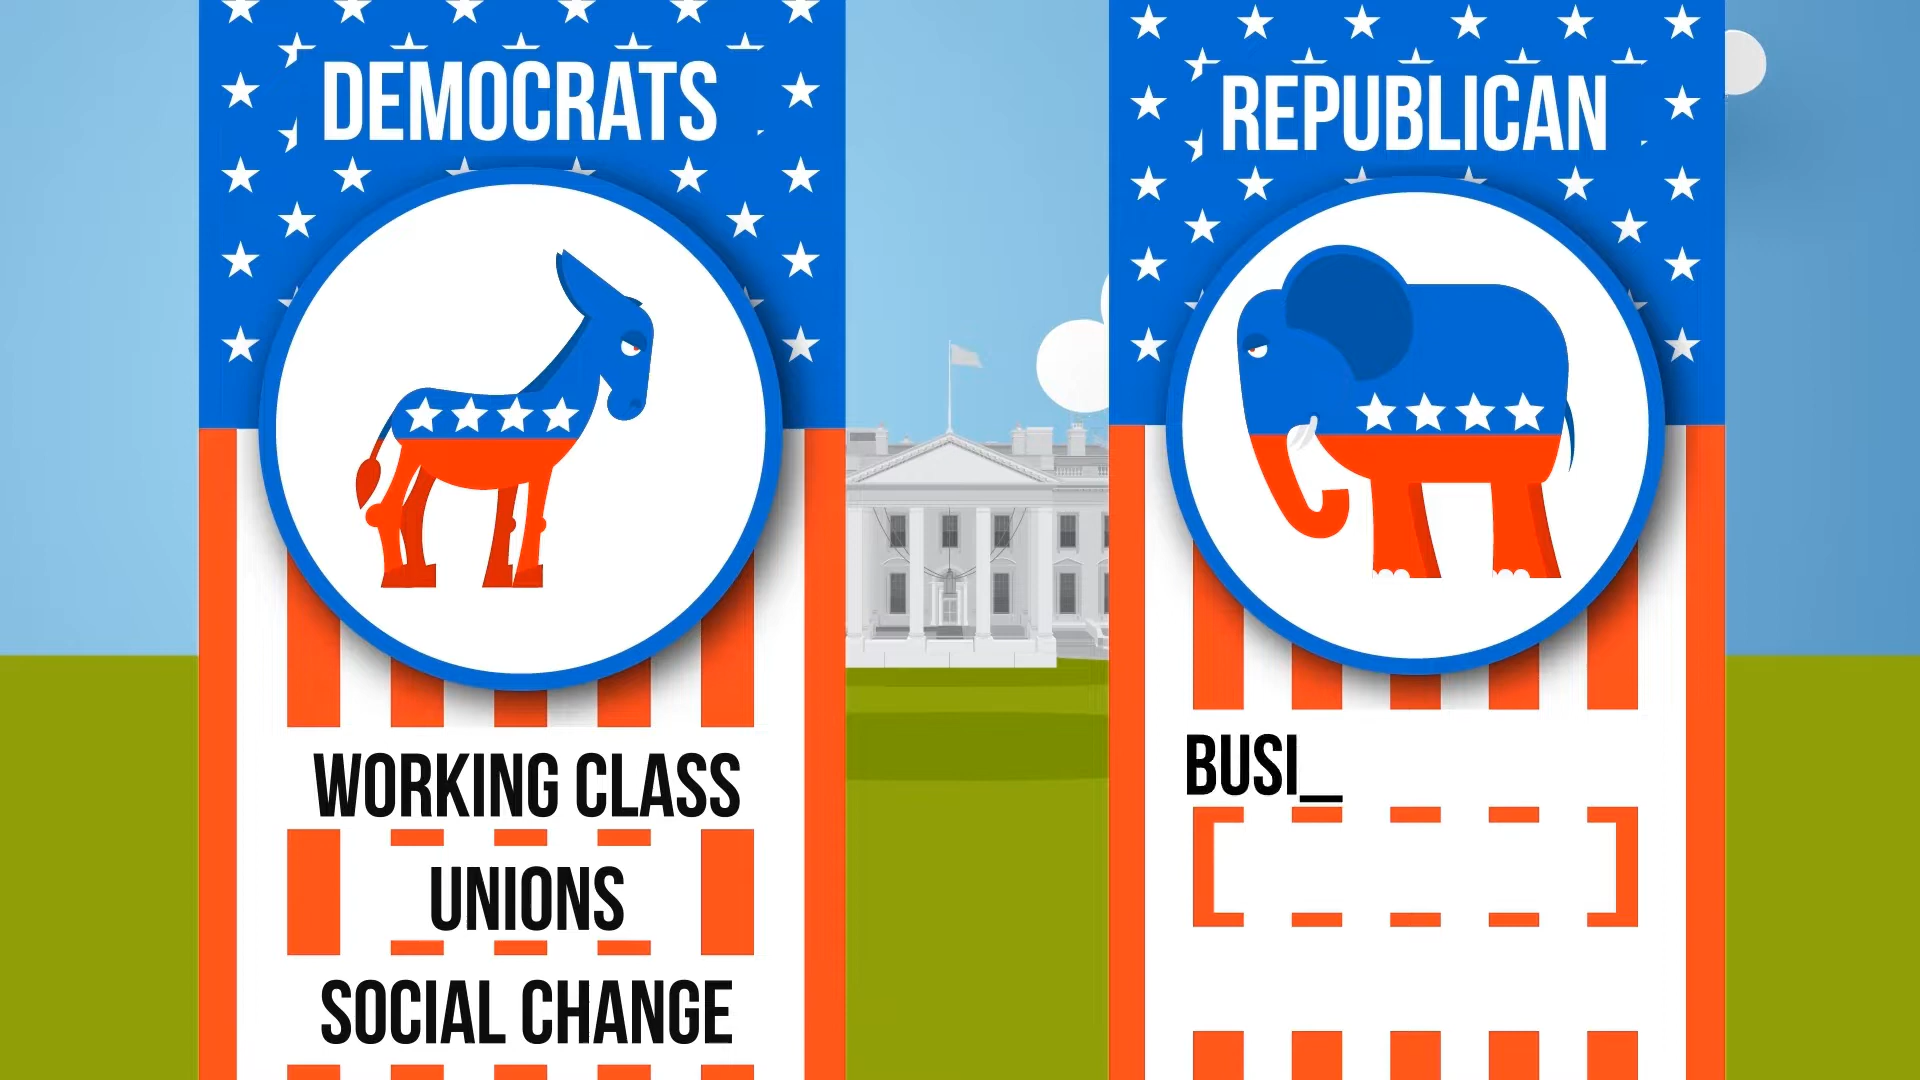 DEMOCRATS
WORKING CLASS
UNIONS
SOCIAL CHANGE
REPUBLICAN
BUSI_